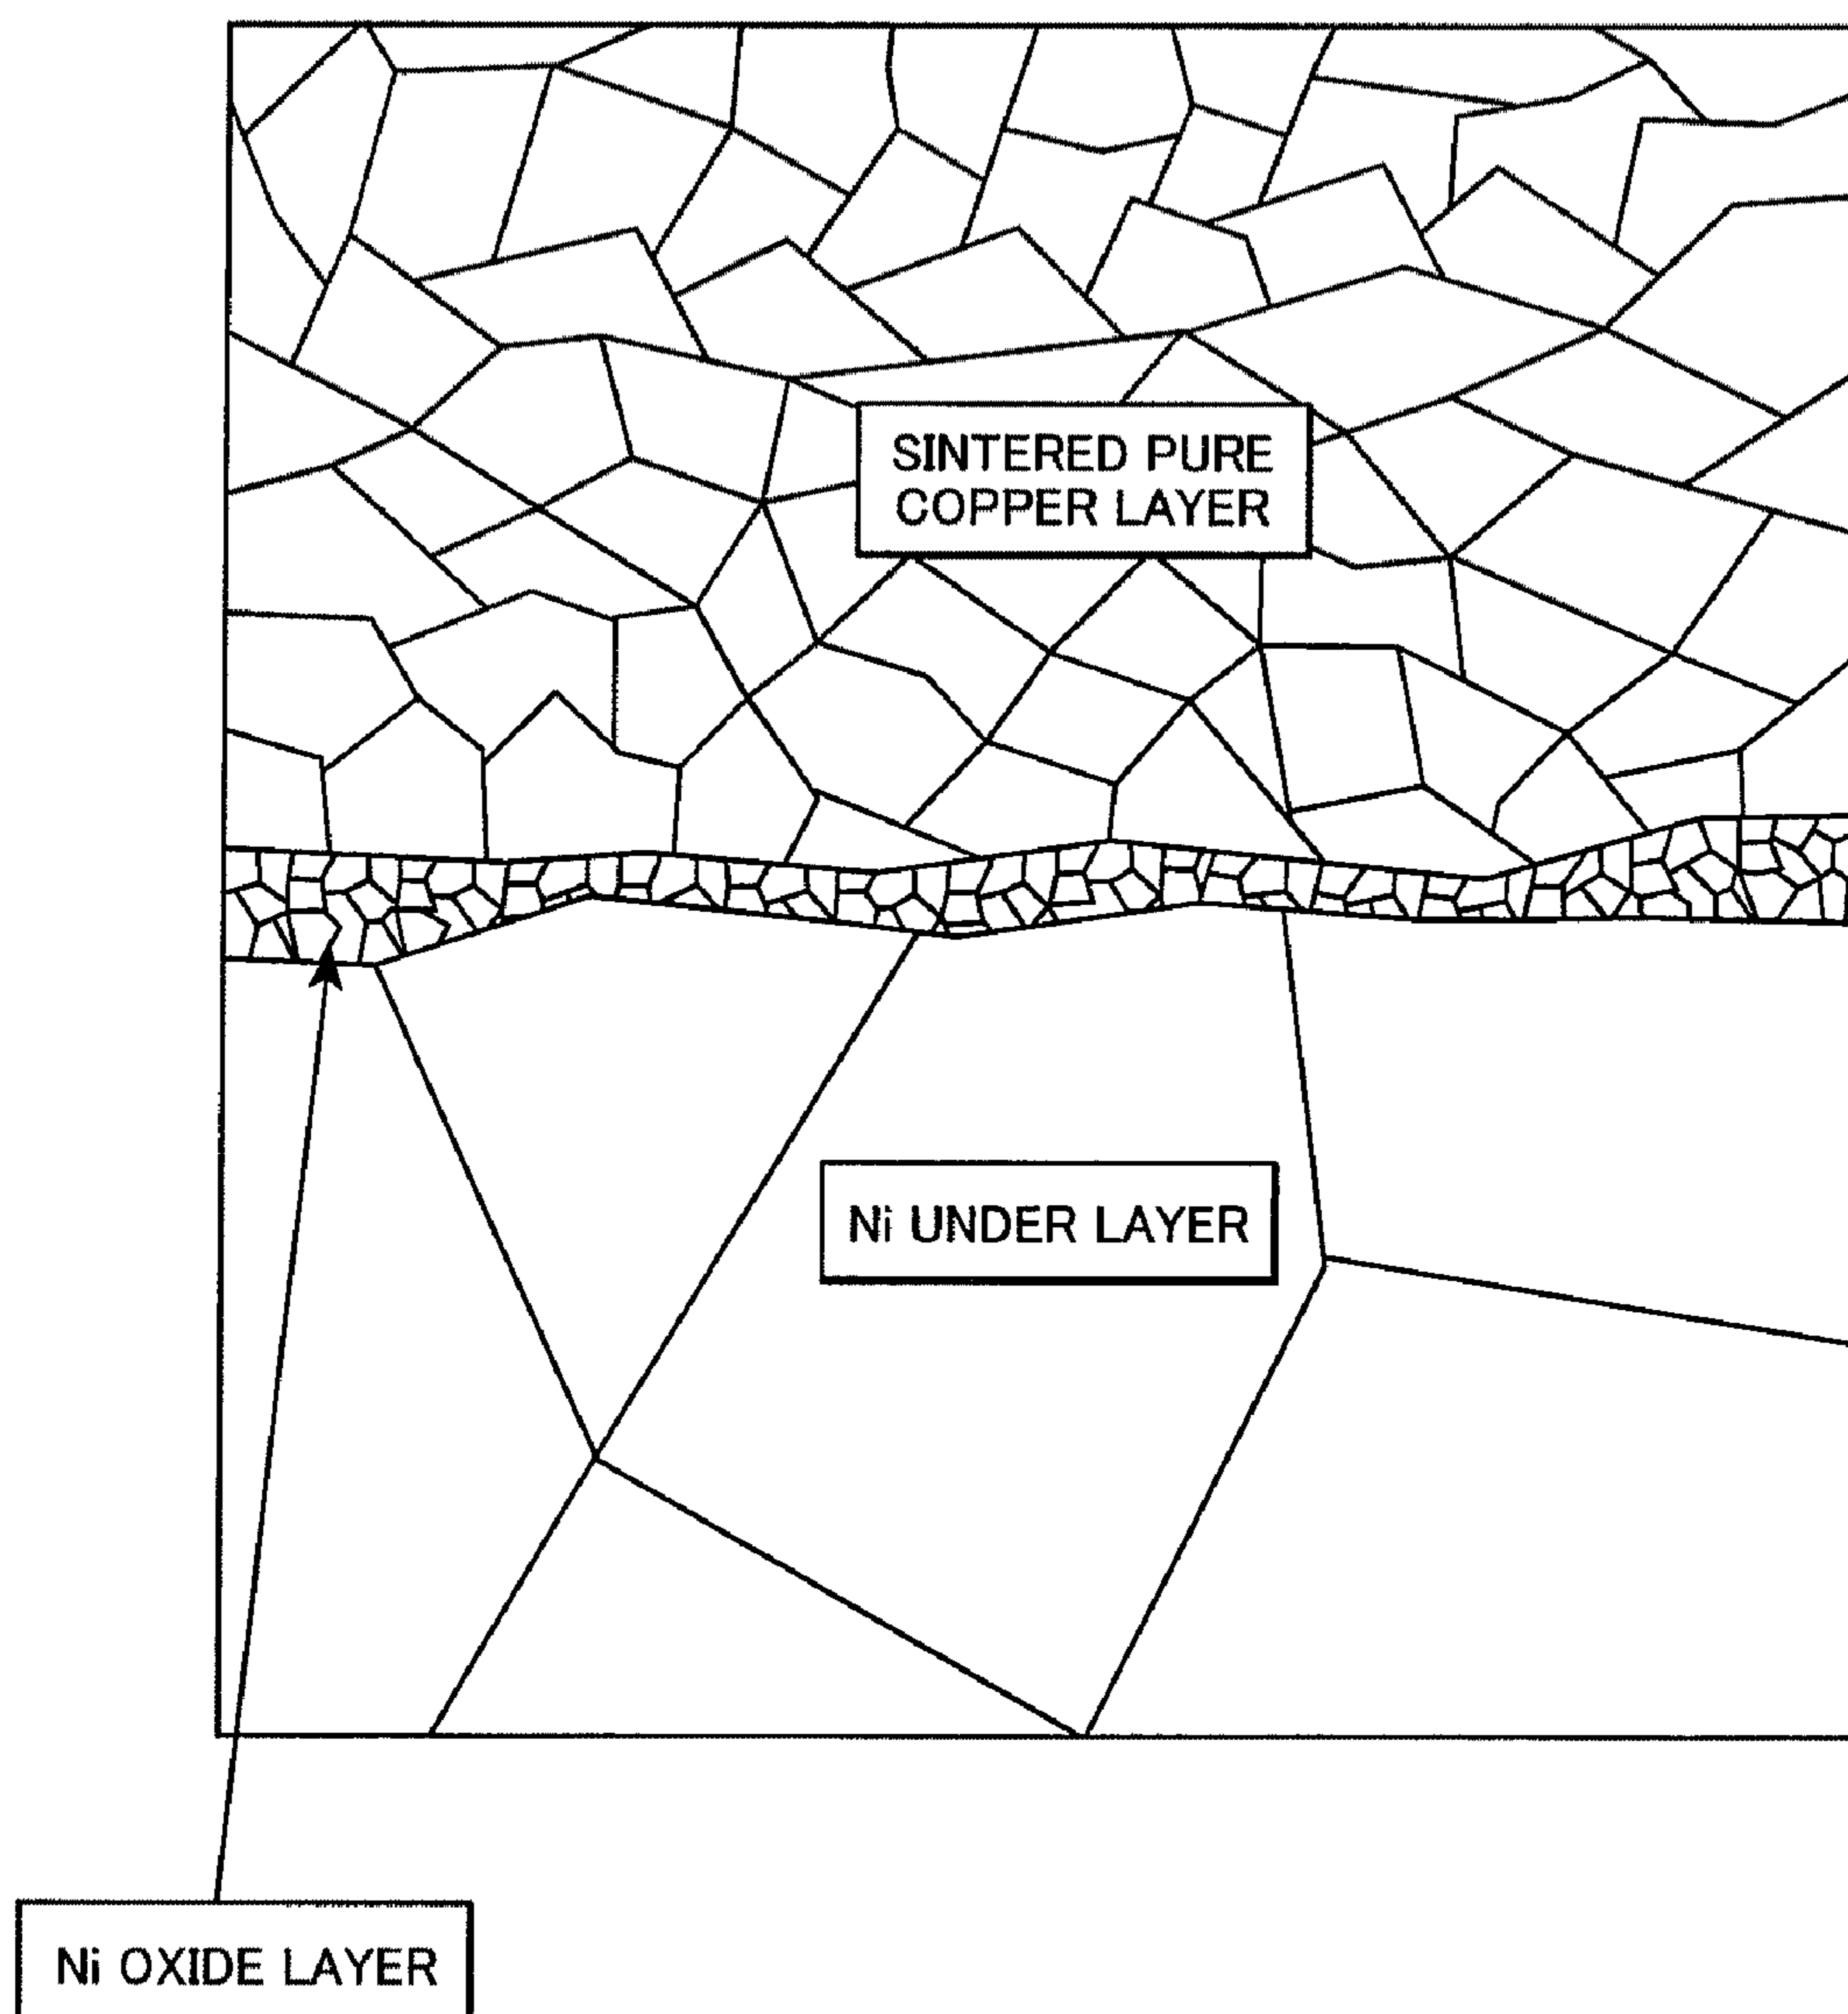 SINTERED PURE
COPPER LAYER
Ni UNDER LAYER
Ni OXIDE LAYER